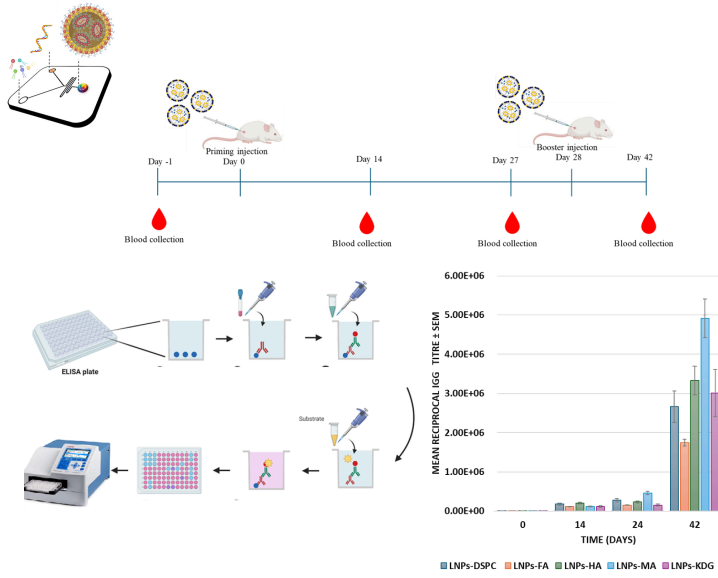 Priming injection
Booster injection
Day -1
Day 0
Day 14
Day 27
Day 28
Day 42
Blood collection
Blood collection
Blood collection
Blood collection
ELISA plate
Substrate
6.00E+06
5.00E+06
4.00E+06
3.00E+06
2.00E+06
1.00E+06
0.00E+00
MEAN RECIPROCAL IGG TITRE ± SEM
0 14 24 42
TIME (DAYS)
LNPs-DSPC LNPs-FA LNPs-HA LNPs-MA LNPs-KDG